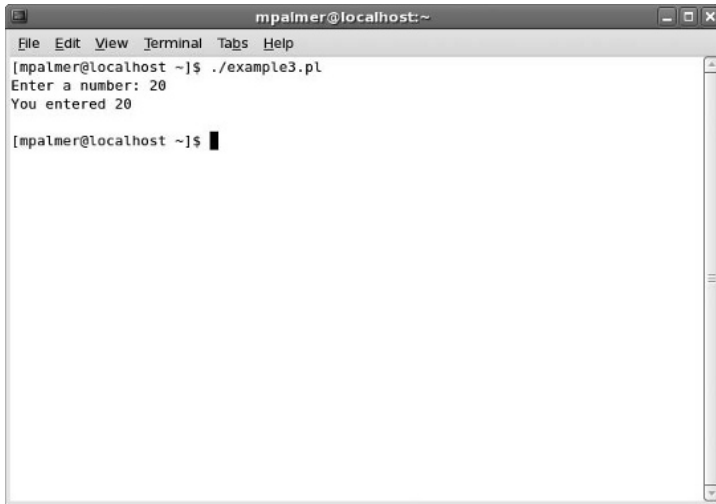 mpalmer@localhost:~
File Edit View Terminal Tabs Help
[mpalmer@localhost ~]$ ./example3.pl
Enter a number: 20
You entered 20
[mpalmer@localhost ~]$